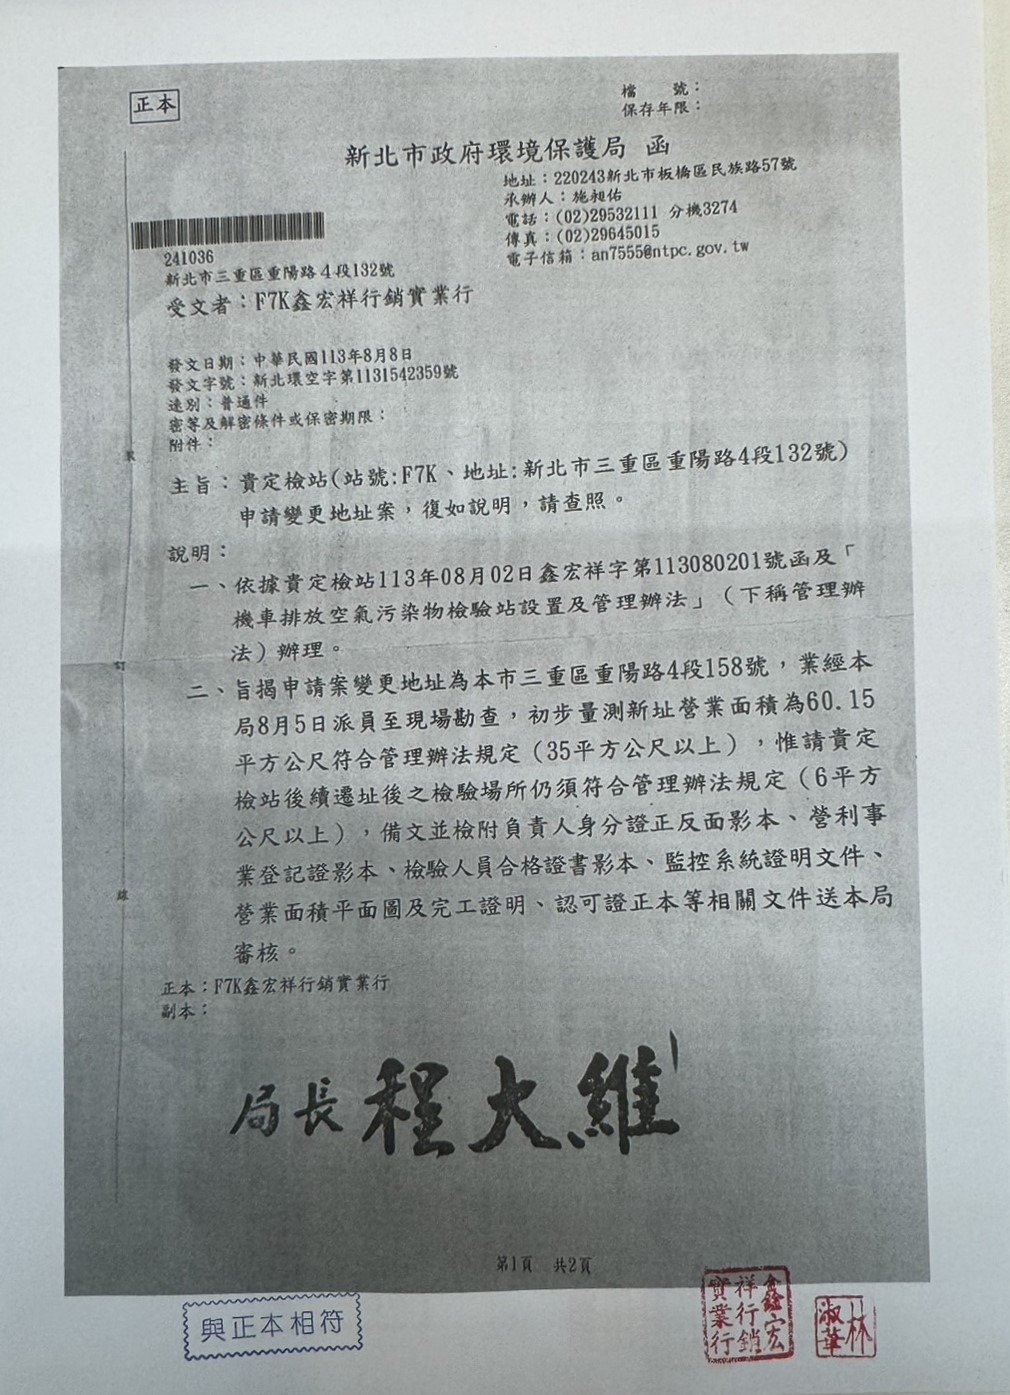 正本
檔　　號：
保存年限：
新北市政府環境保護局　函
地址：220243新北市板橋區民族路57號
承辦人：施昶佑
電話：(02)29532111 分機3274
傳真：(02)29645015
電子信箱：an7555@ntpc.gov.tw
241036
新北市三重區重陽路４段132號
受文者：F7K鑫宏祥行銷實業行
發文日期：中華民國113年8月8日
發文字號：新北環空字第1131542359號
速別：普通件
密等及解密條件或保密期限：
附件：
主旨：貴定檢站(站號:F7K、地址:新北市三重區重陽路4段132號)
申請變更地址案，復如說明，請查照。
說明：
一、依據貴定檢站113年08月02日鑫宏祥字第113080201號函及「
機車排放空氣污染物檢驗站設置及管理辦法」（下稱管理辦
法）辦理。
二、旨揭申請案變更地址為本市三重區重陽路4段158號，業經本
局8月5日派員至現場勘查，初步量測新址營業面積為60.15
平方公尺符合管理辦法規定（35平方公尺以上），惟請貴定
檢站後續遷址後之檢驗場所仍須符合管理辦法規定（6平方
公尺以上），備文並檢附負責人身分證正反面影本、營利事
業登記證影本、檢驗人員合格證書影本、監控系統證明文件、
營業面積平面圖及完工證明、認可證正本等相關文件送本局
審核。
正本：F7K鑫宏祥行銷實業行
副本：
裝
訂
線
局長 程大維
第1頁　共2頁
與正本相符
鑫宏
祥行銷
實業行
林
淑華